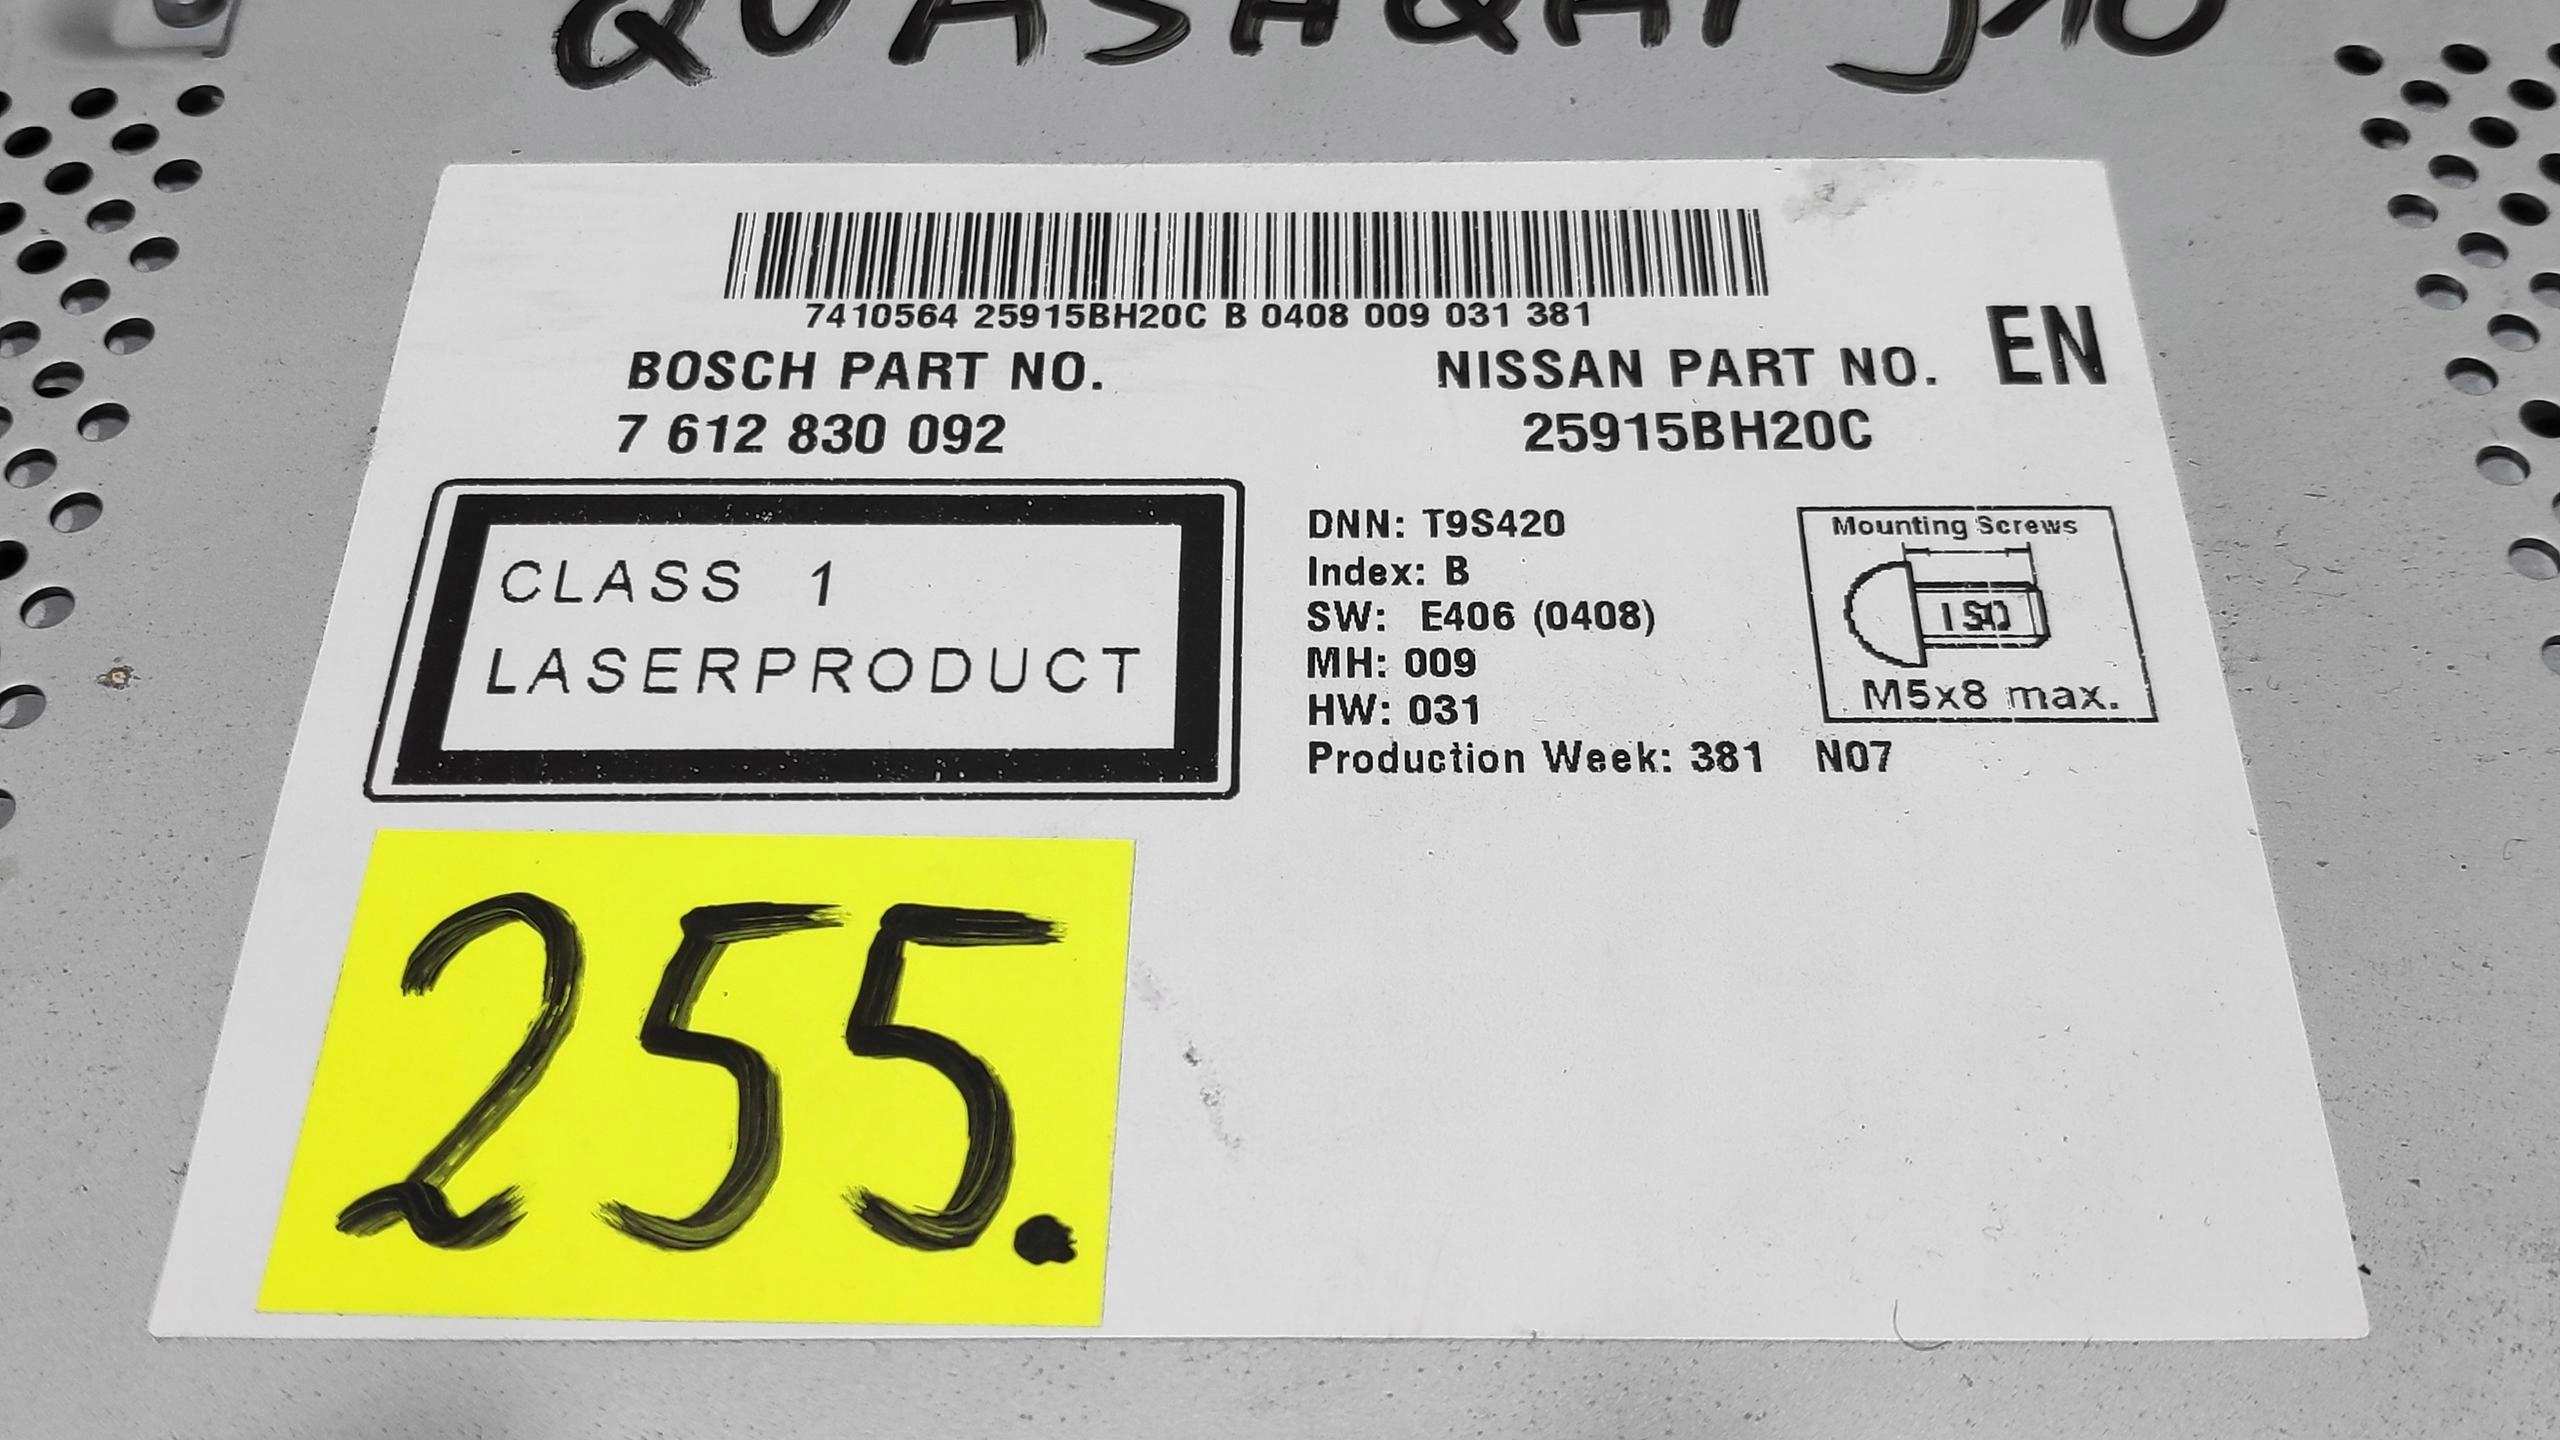 QUASHQAI J10
7410564 25915BH20C B 0408 009 031 381
BOSCH PART NO.
7 612 830 092
NISSAN PART NO.
25915BH20C
EN
CLASS 1
LASERPRODUCT
DNN: T9S420
Index: B
SW: E406 (0408)
MH: 009
HW: 031
Production Week: 381 N07
Mounting Screws
ISO
M5x8 max.
255.